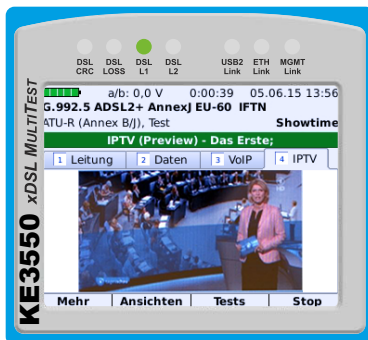 DSL CRC DSL LOSS DSL L1 DSL L2 USB2 Link ETH Link MGMT Link
KE3550 xDSL MULTITEST
a/b: 0,0 V 0:00:39 05.06.15 13:56
G.992.5 ADSL2+ AnnexJ EU-60 IFTN
ATU-R (Annex B/J), Test Showtime
IPTV (Preview) - Das Erste;
1 Leitung 2 Daten 3 VoIP 4 IPTV
Mehr Ansichten Tests Stop